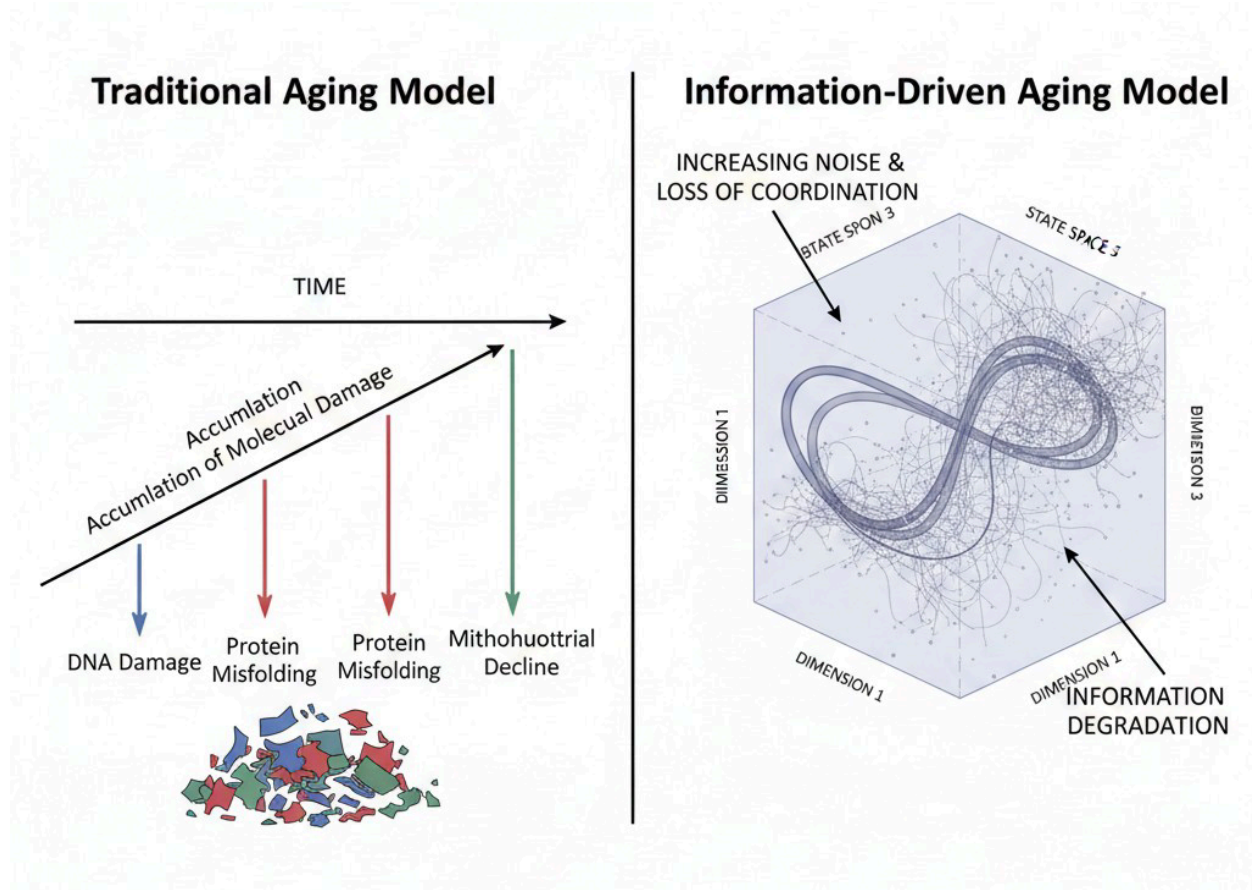 Traditional Aging Model
TIME
Accumlation
Accumlation of Molecual Damage
DNA Damage
Protein
Misfolding
Protein
Misfolding
Mithohuottrial
Decline
Information-Driven Aging Model
INCREASING NOISE &
LOSS OF COORDINATION
BTATE SPON 3
STATE SPACE 3
DIMESSION 1
DIMIEISON 3
DIMENSION 1
DIMENSION 1
INFORMATION
DEGRADATION